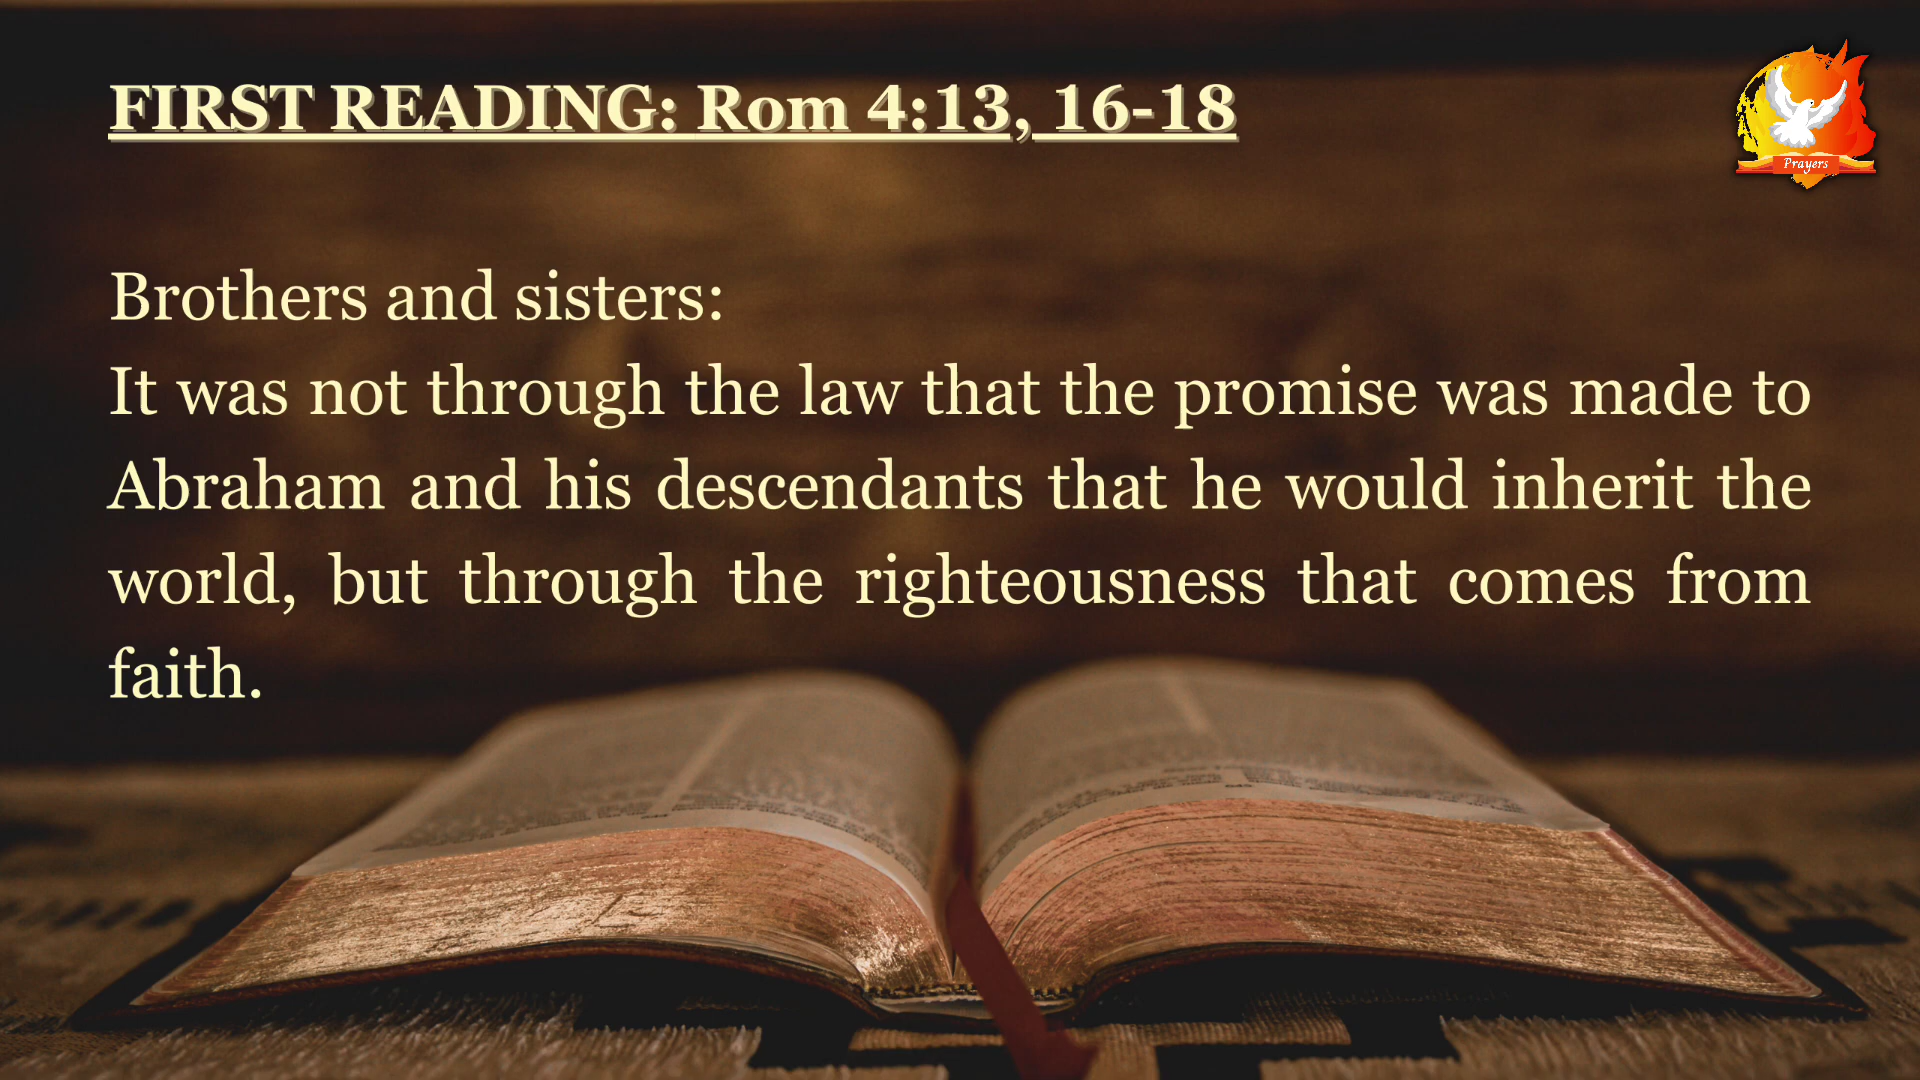 FIRST READING: Rom 4:13, 16-18
Prayers
Brothers and sisters:
It was not through the law that the promise was made to
Abraham and his descendants that he would inherit the
world, but through the righteousness that comes from
faith.